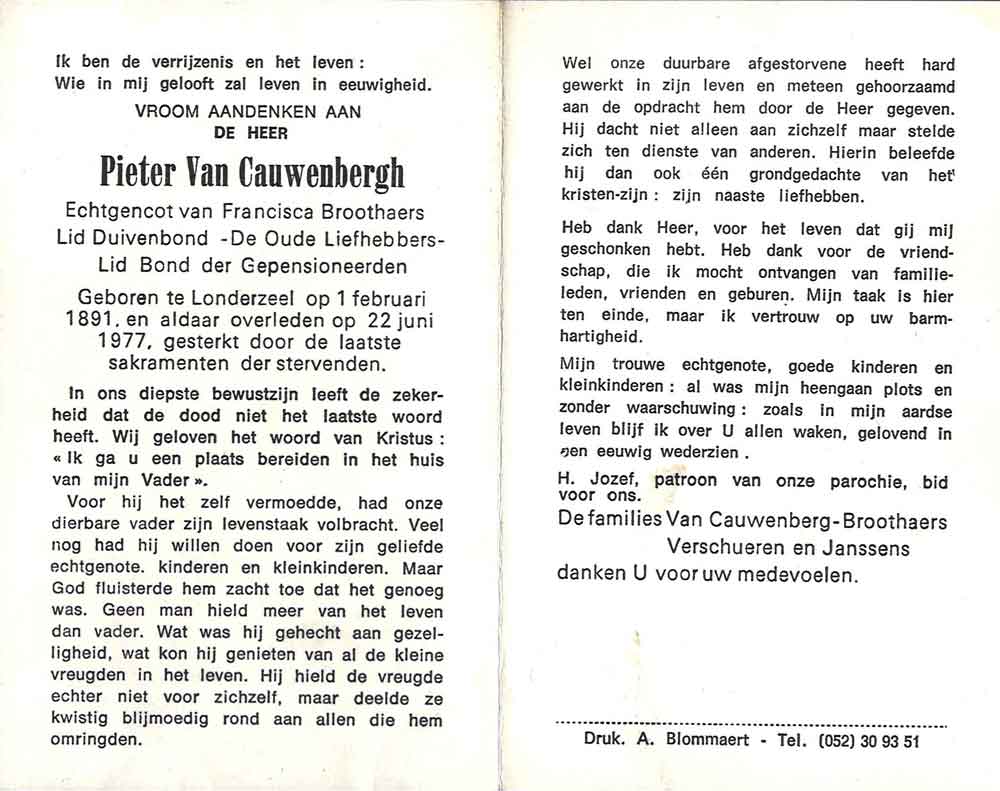 Ik ben de verrijzenis en het leven :
Wie in mij gelooft zal leven in eeuwigheid.
VROOM AANDENKEN AAN
DE HEER
Pieter Van Cauwenbergh
Echtgencot van Francisca Broothaers
Lid Duivenbond -De Oude Liefhebbers-
Lid Bond der Gepensioneerden
Geboren te Londerzeel op 1 februari
1891, en aldaar overleden op 22 juni
1977, gesterkt door de laatste
sakramenten der stervenden.
In ons diepste bewustzijn leeft de zeker-
heid dat de dood niet het laatste woord
heeft. Wij geloven het woord van Kristus :
« Ik ga u een plaats bereiden in het huis
van mijn Vader ».
Voor hij het zelf vermoedde, had onze
dierbare vader zijn levenstaak volbracht. Veel
nog had hij willen doen voor zijn geliefde
echtgenote. kinderen en kleinkinderen. Maar
God fluisterde hem zacht toe dat het genoeg
was. Geen man hield meer van het leven
dan vader. Wat was hij gehecht aan gezel-
ligheid, wat kon hij genieten van al de kleine
vreugden in het leven. Hij hield de vreugde
echter niet voor zichzelf, maar deelde ze
kwistig blijmoedig rond aan allen die hem
omringden.
Wel onze duurbare afgestorvene heeft hard
gewerkt in zijn leven en meteen gehoorzaamd
aan de opdracht hem door de Heer gegeven.
Hij dacht niet alleen aan zichzelf maar stelde
zich ten dienste van anderen. Hierin beleefde
hij dan ook één grondgedachte van het
kristen-zijn : zijn naaste liefhebben.
Heb dank Heer, voor het leven dat gij mij
geschonken hebt. Heb dank voor de vriend-
schap, die ik mocht ontvangen van familie-
leden, vrienden en geburen. Mijn taak is hier
ten einde, maar ik vertrouw op uw barm-
hartigheid.
Mijn trouwe echtgenote, goede kinderen en
kleinkinderen : al was mijn heengaan plots en
zonder waarschuwing : zoals in mijn aardse
leven blijf ik over U allen waken, gelovend in
een eeuwig wederzien .
H. Jozef, patroon van onze parochie, bid
voor ons.
De families Van Cauwenberg-Broothaers
Verschueren en Janssens
danken U voor uw medevoelen.
Druk. A. Blommaert - Tel. (052) 30 93 51